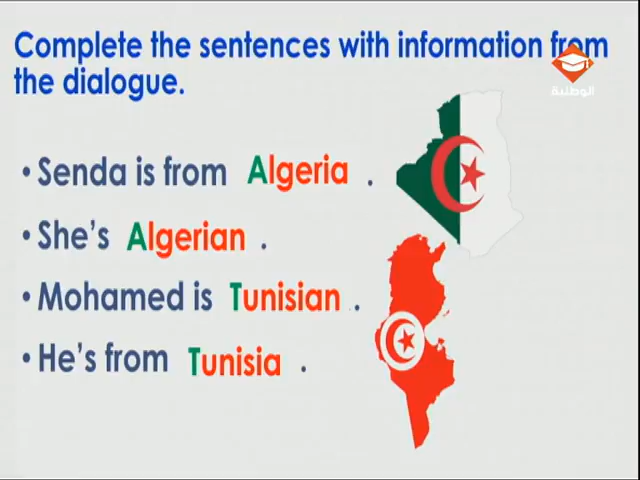 Complete the sentences with information from
the dialogue.
الوطنية
• Senda is from Algeria .
• She's Algerian .
• Mohamed is Tunisian .
• He's from Tunisia .